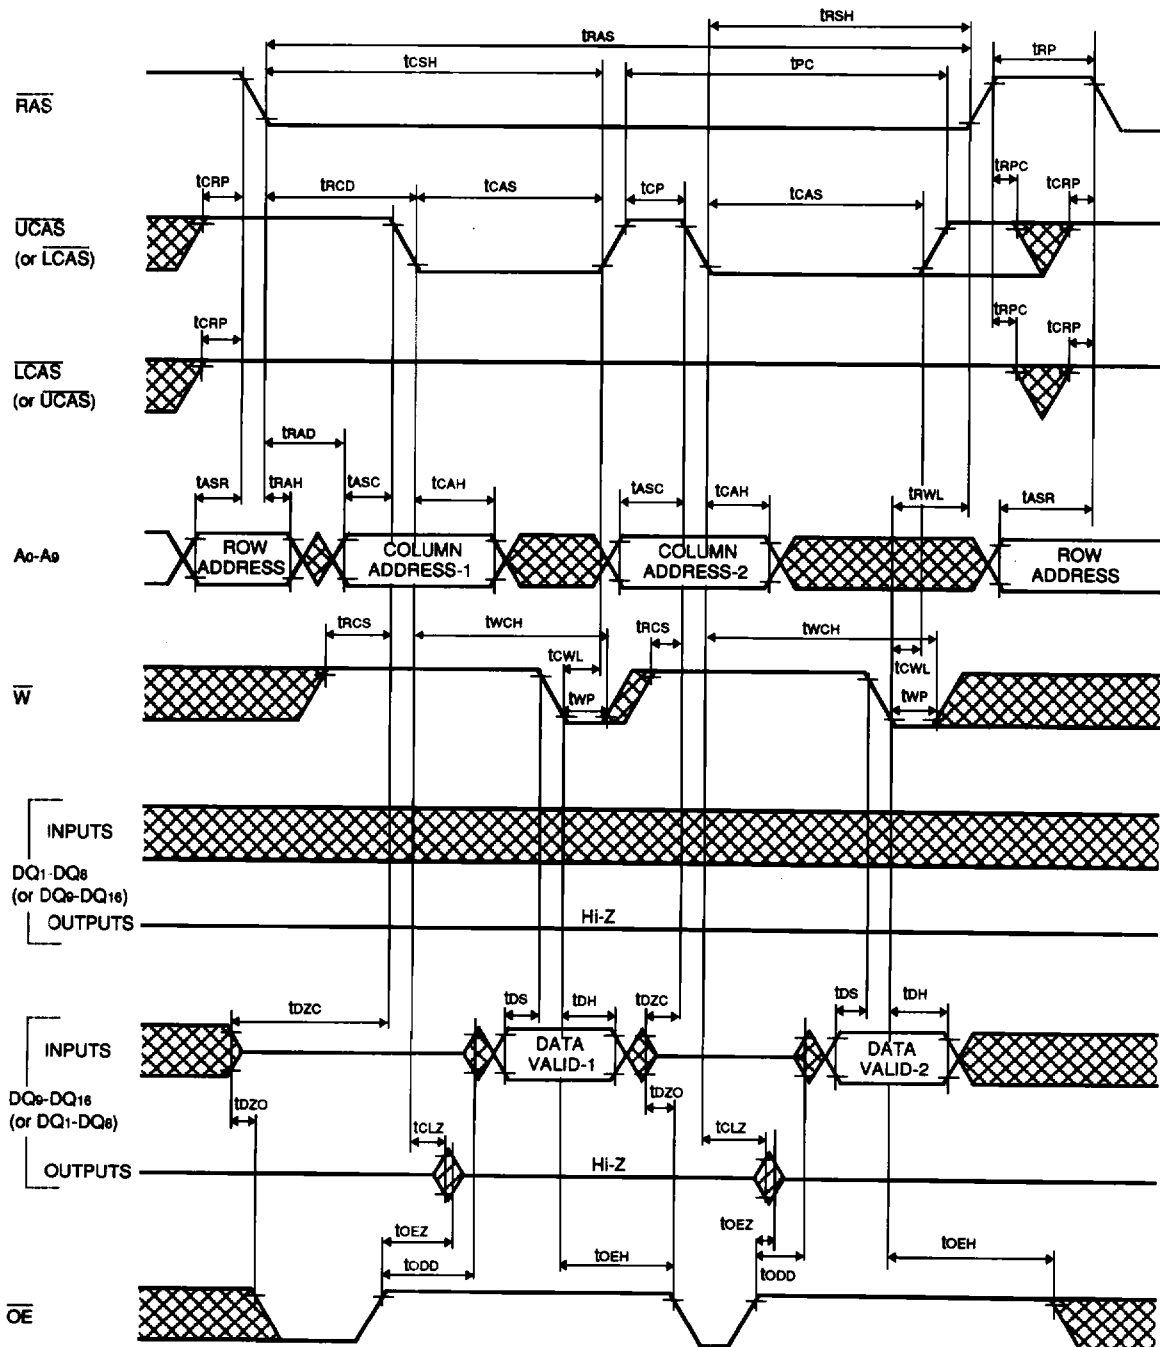 tRSH
tRAS
tRP
tCSH
tPC
RAS
tCRP
tRCD
tCAS
tCP
tCAS
tRPC
tCRP
UCAS
(or LCAS)
tCRP
tRPC
tCRP
LCAS
(or UCAS)
tRAD
tASR
tRAH
tASC
tCAH
tASC
tCAH
tRWL
tASR
A0-A9
ROW
ADDRESS
COLUMN
ADDRESS-1
COLUMN
ADDRESS-2
ROW
ADDRESS
tRCS
tWCH
tRCS
tWCH
tCWL
tCWL
W
tWP
tWP
INPUTS
DQ1-DQ8
(or DQ9-DQ16)
OUTPUTS
Hi-Z
tDZC
tDS
tDH
tDZC
tDS
tDH
INPUTS
DATA
VALID-1
DATA
VALID-2
DQ9-DQ16
(or DQ1-DQ8)
tDZO
tDZO
tCLZ
tCLZ
OUTPUTS
Hi-Z
tOEZ
tOEZ
tODD
tOEH
tODD
tOEH
OE